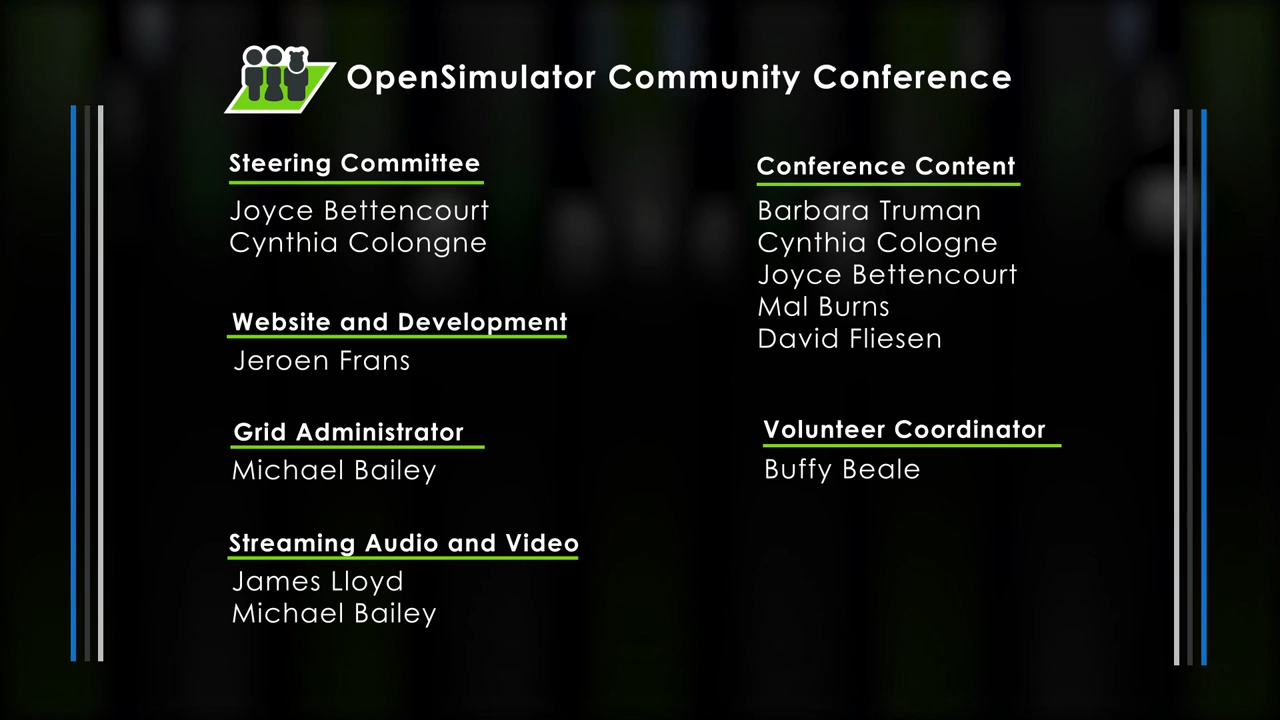 OpenSimulator Community Conference
Steering Committee
Joyce Bettencourt
Cynthia Colongne
Website and Development
Jeroen Frans
Grid Administrator
Michael Bailey
Streaming Audio and Video
James Lloyd
Michael Bailey
Conference Content
Barbara Truman
Cynthia Cologne
Joyce Bettencourt
Mal Burns
David Fliesen
Volunteer Coordinator
Buffy Beale